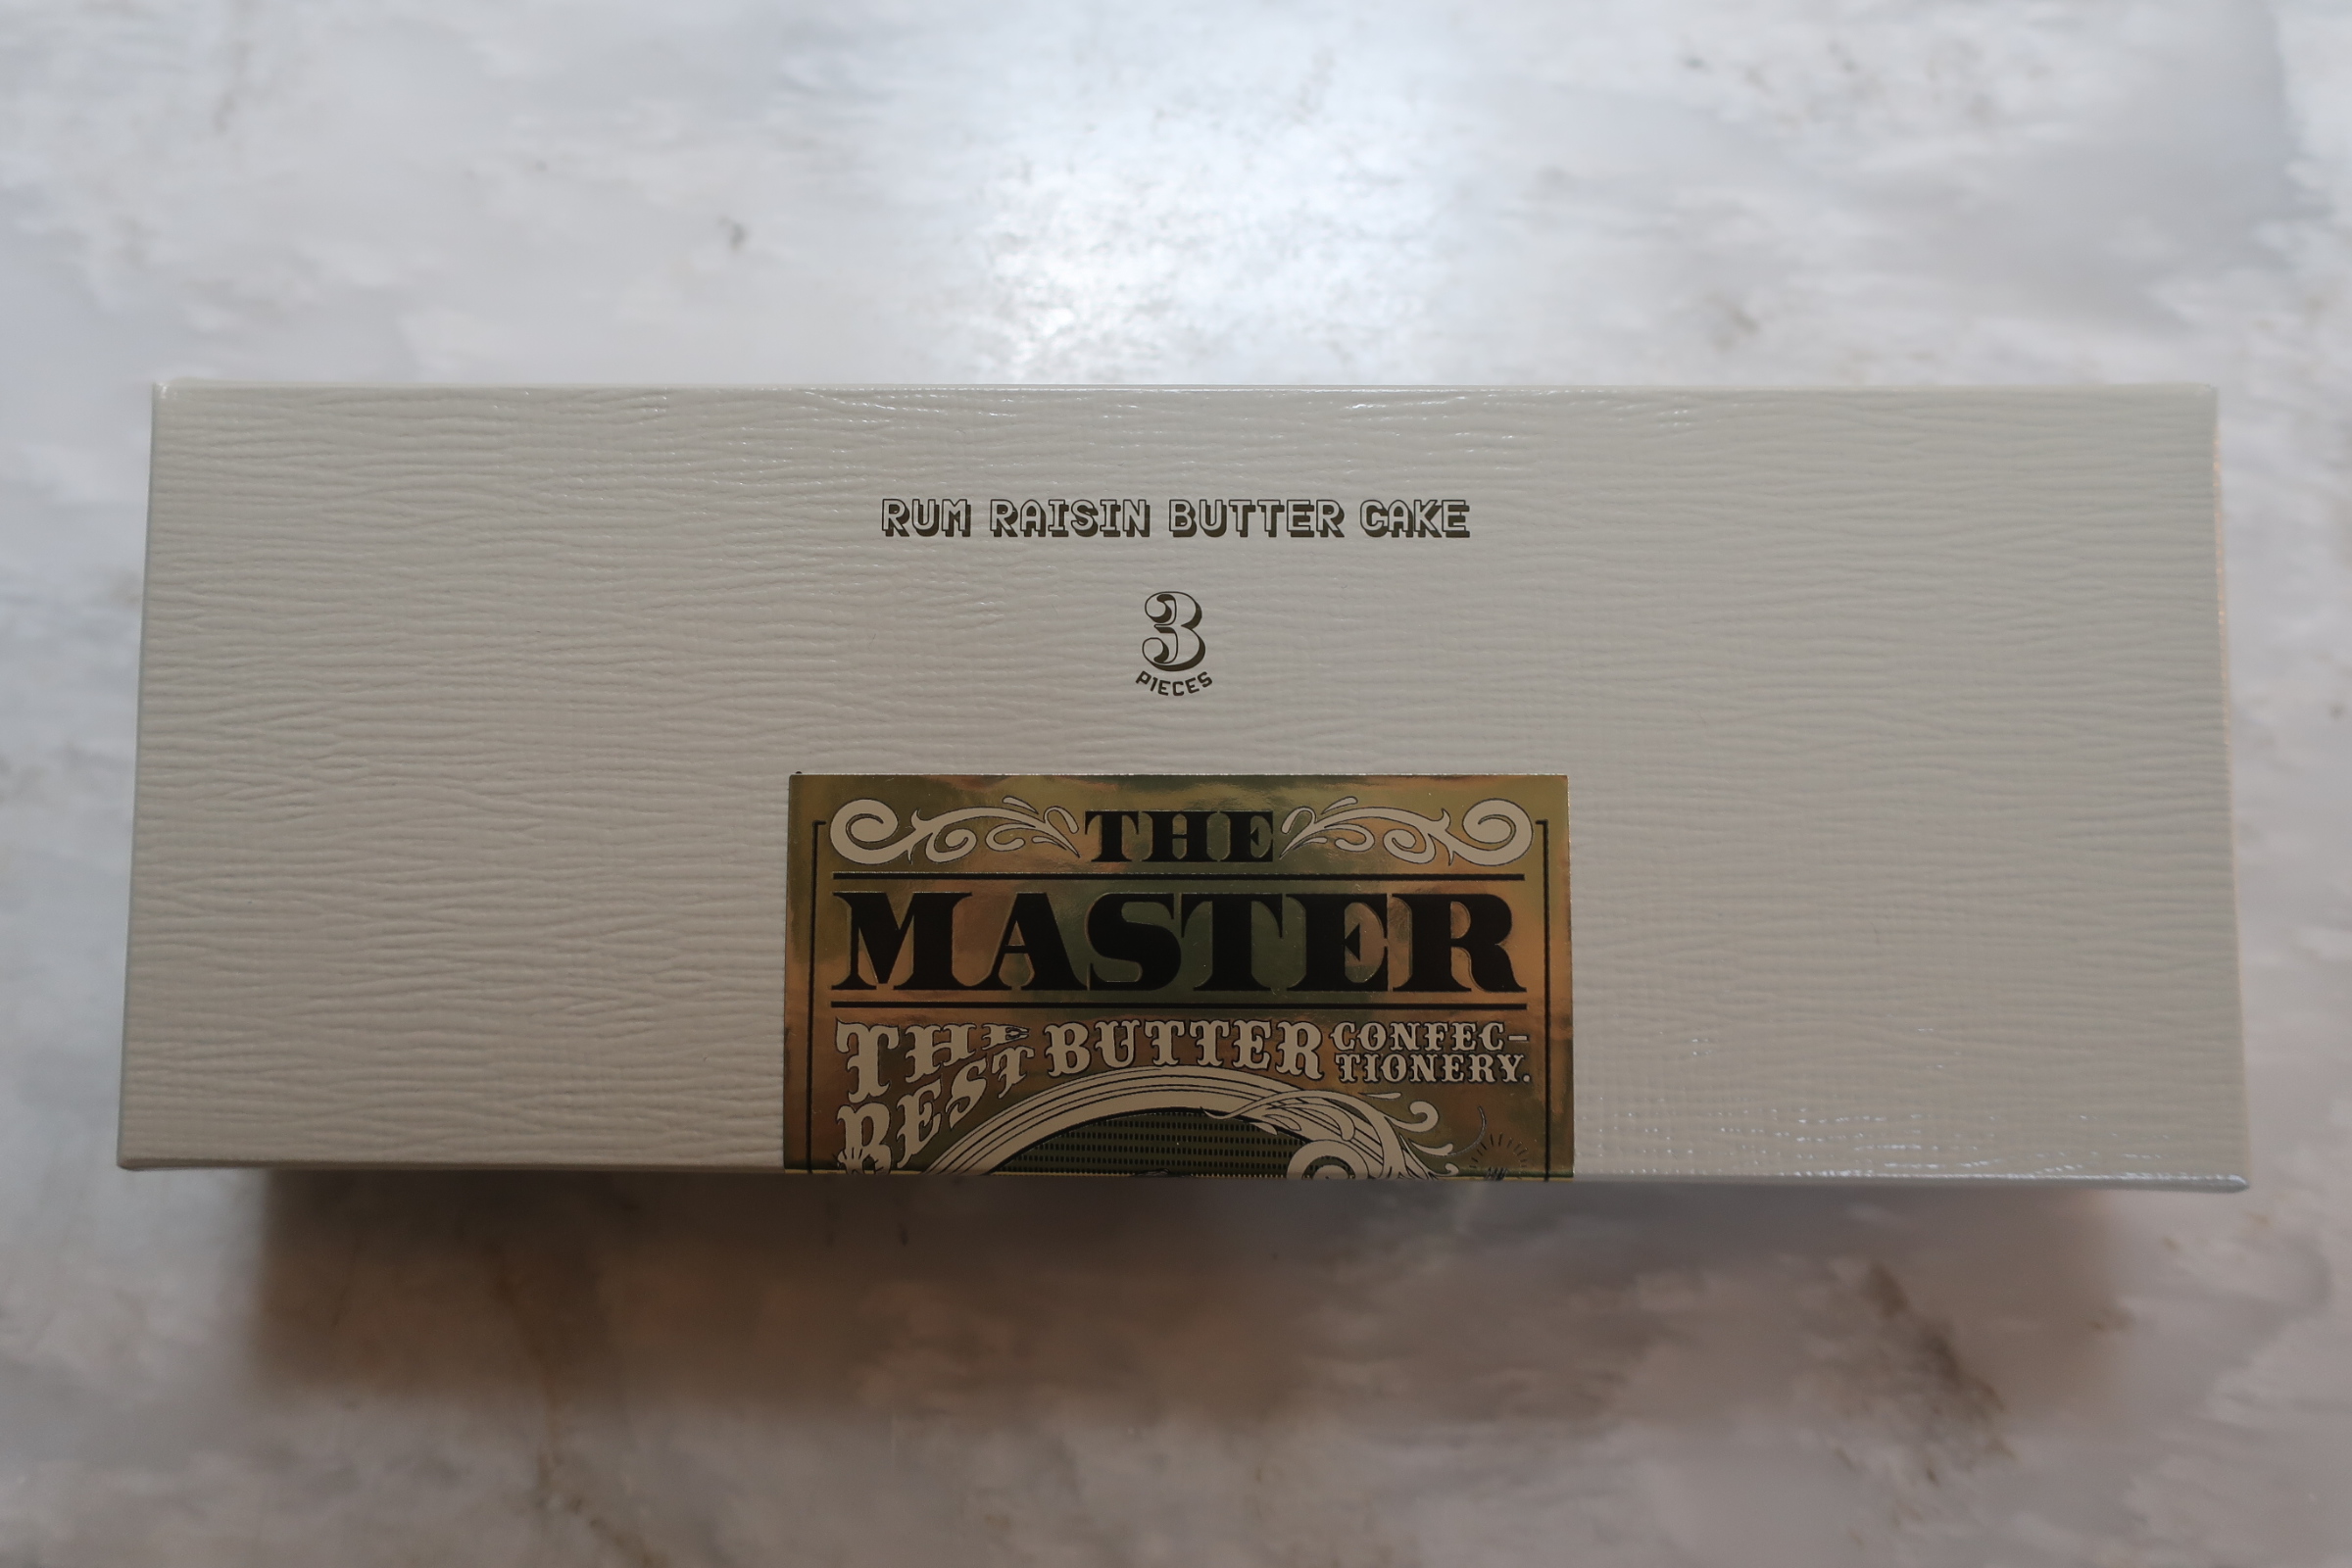 RUM RAISIN BUTTER CAKE
3
PIECES
THE
MASTER
THE BEST BUTTER CONFEC-
TIONERY.